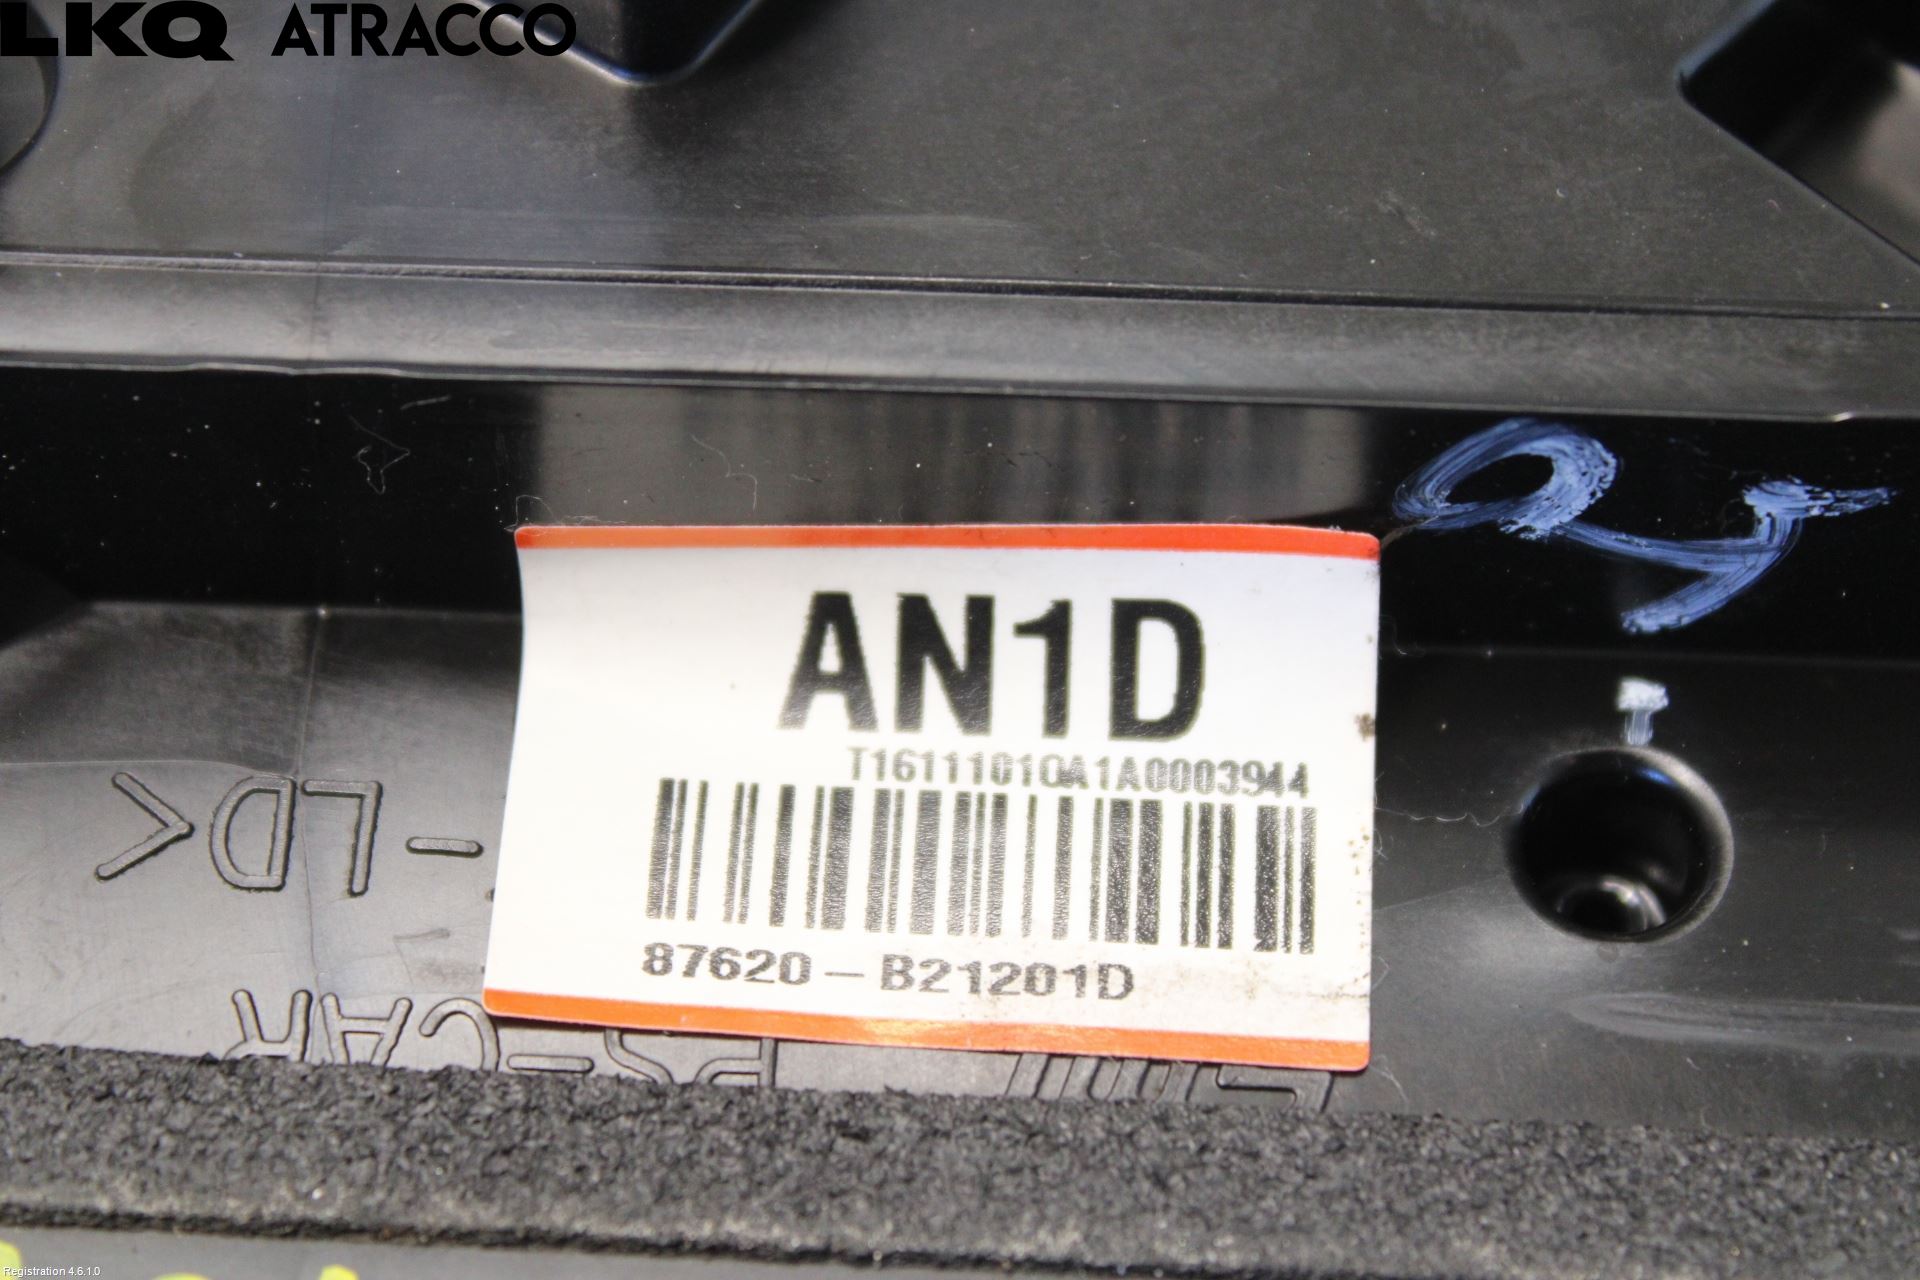 LKQ ATRACCO
AN1D
T16111010A1A0003944
87620-B21201D
-LD<
PS-CAR
Registration 4.6.1.0